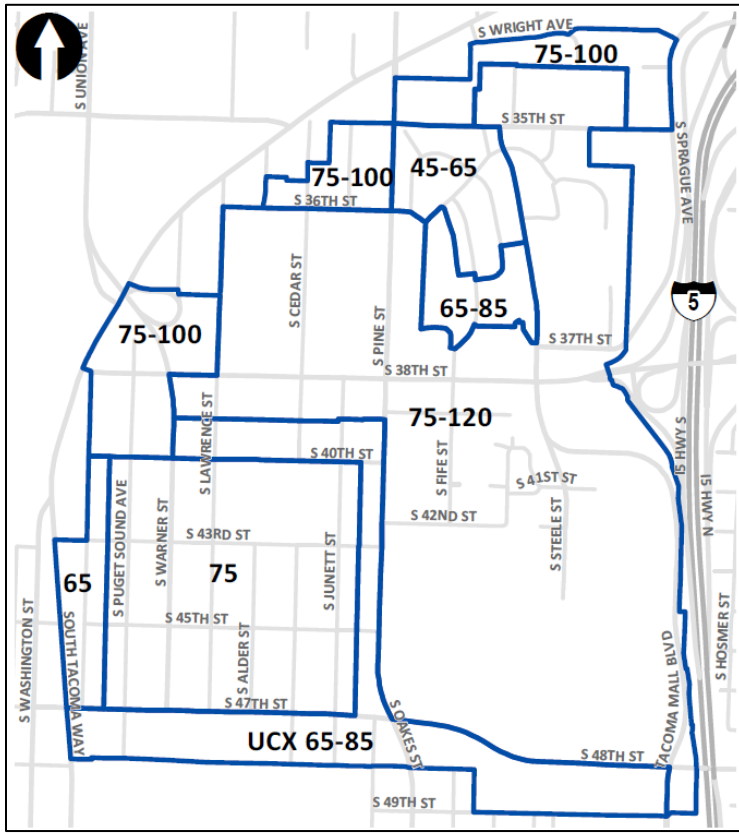 S WRIGHT AVE
75-100
S UNION AVE
S 35TH ST
S SPRAGUE AVE
45-65
75-100
S 36TH ST
S CEDAR ST
5
65-85
75-100
S PINE ST
S 37TH ST
S 38TH ST
S LAWRENCE ST
75-120
I5 HWY S
S 40TH ST
S FIFE ST
S 41ST ST
I5 HWY N
S PUGET SOUND AVE
S WARNER ST
S 42ND ST
S STEELE ST
S 43RD ST
S JUNETT ST
65
75
S 45TH ST
S HOSMER ST
S WASHINGTON ST
SOUTH TACOMA WAY
S ALDER ST
TACOMA MALL BLVD
S 47TH ST
S OAKES ST
UCX 65-85
S 48TH ST
S 49TH ST